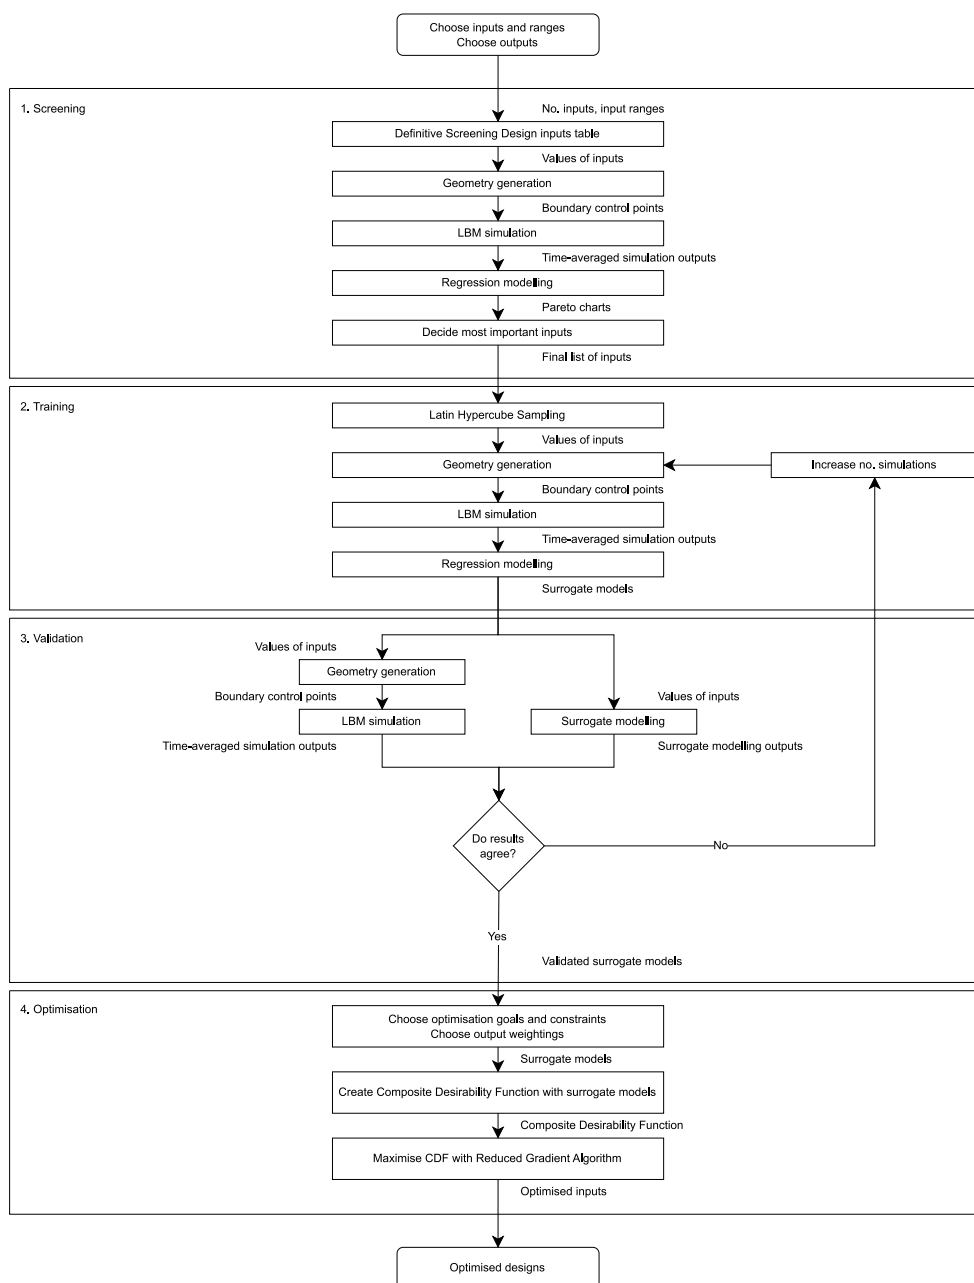 Choose inputs and ranges
Choose outputs
1. Screening
No. inputs, input ranges
Definitive Screening Design inputs table
Values of inputs
Geometry generation
Boundary control points
LBM simulation
Time-averaged simulation outputs
Regression modelling
Pareto charts
Decide most important inputs
Final list of inputs
2. Training
Latin Hypercube Sampling
Values of inputs
Geometry generation
Increase no. simulations
Boundary control points
LBM simulation
Time-averaged simulation outputs
Regression modelling
Surrogate models
3. Validation
Values of inputs
Geometry generation
Boundary control points
Values of inputs
LBM simulation
Surrogate modelling
Time-averaged simulation outputs
Surrogate modelling outputs
Do results
agree?
No
Yes
Validated surrogate models
4. Optimisation
Choose optimisation goals and constraints
Choose output weightings
Surrogate models
Create Composite Desirability Function with surrogate models
Composite Desirability Function
Maximise CDF with Reduced Gradient Algorithm
Optimised inputs
Optimised designs